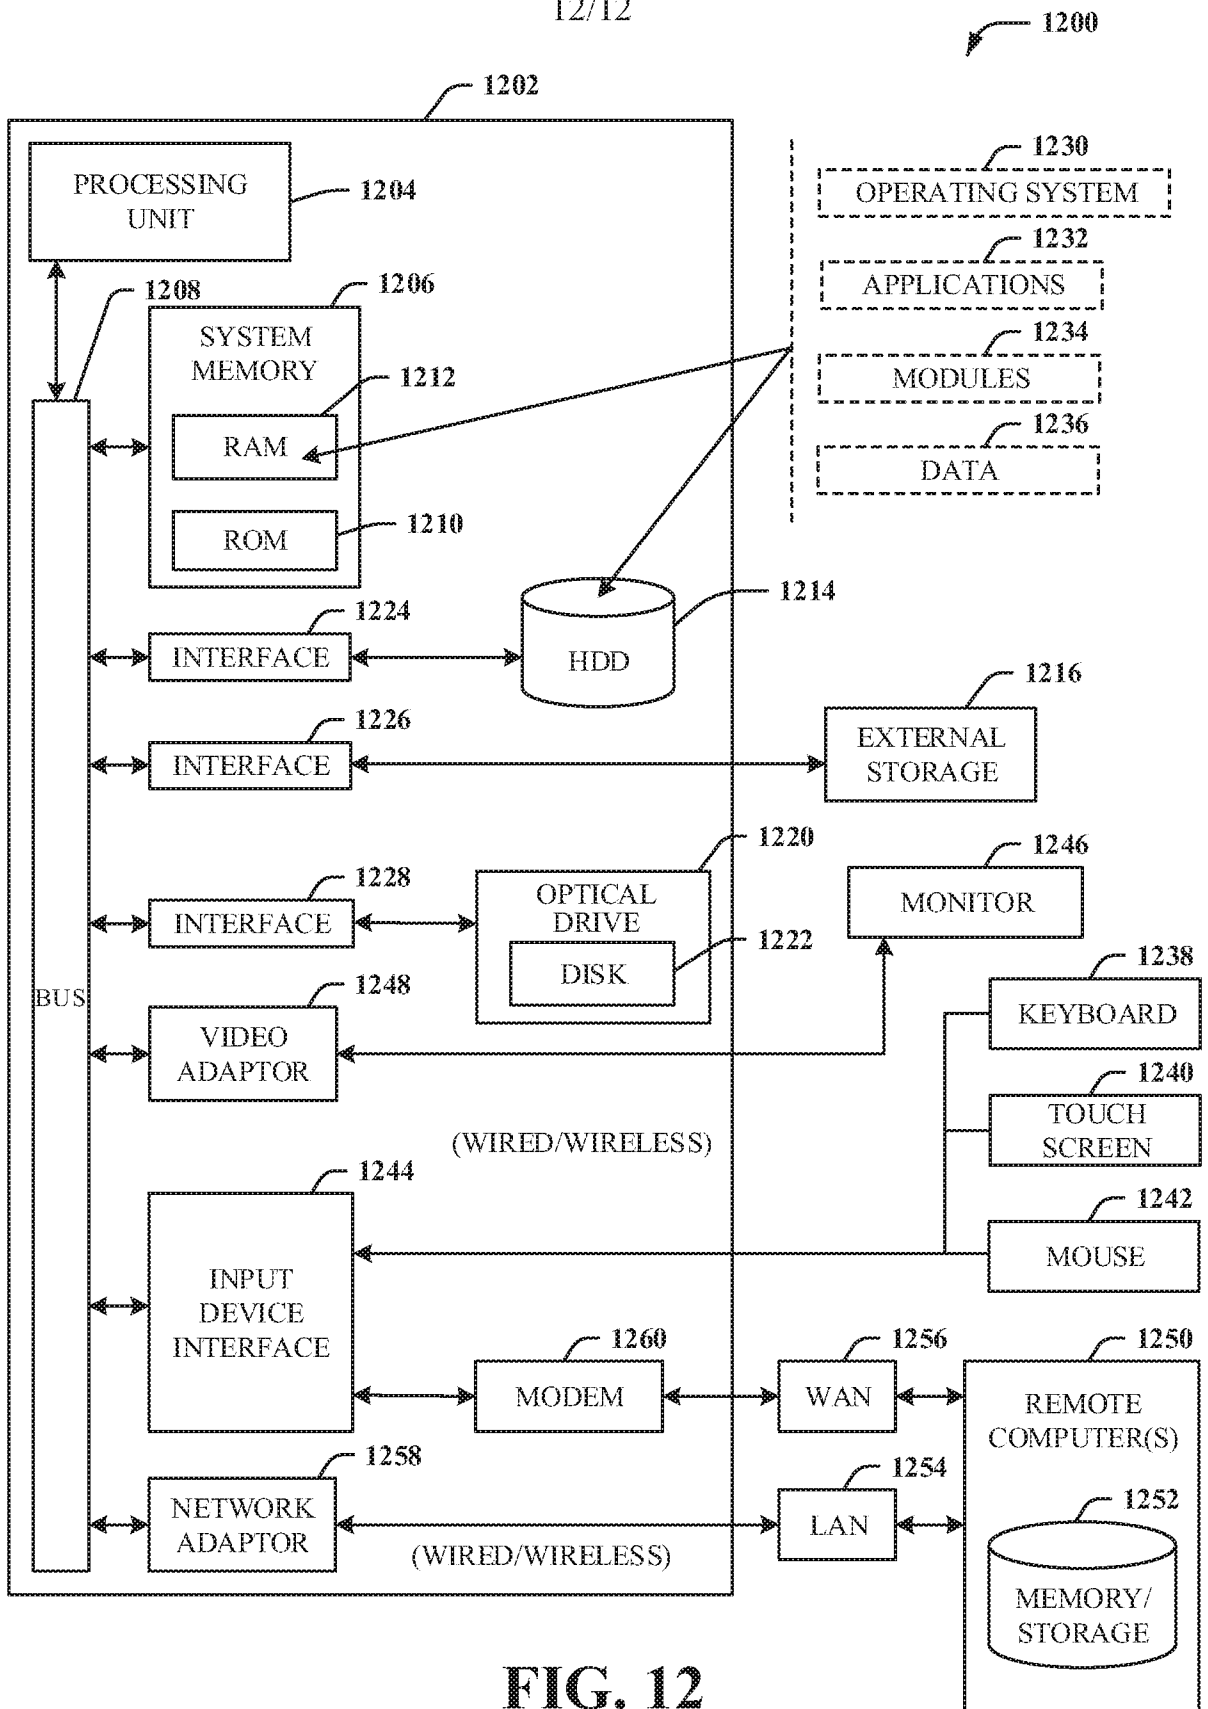 12/12
1200
1202
PROCESSING
UNIT
1204
1230
OPERATING SYSTEM
1232
APPLICATIONS
1234
MODULES
1236
DATA
1208
1206
SYSTEM
MEMORY
1212
RAM
1210
ROM
1214
HDD
1224
INTERFACE
1216
EXTERNAL
STORAGE
1226
INTERFACE
1220
OPTICAL
DRIVE
1222
DISK
1228
INTERFACE
1246
MONITOR
1238
KEYBOARD
BUS
1248
VIDEO
ADAPTOR
1240
TOUCH
SCREEN
(WIRED/WIRELESS)
1244
INPUT
DEVICE
INTERFACE
1242
MOUSE
1260
MODEM
1256
WAN
1250
REMOTE
COMPUTER(S)
1258
NETWORK
ADAPTOR
(WIRED/WIRELESS)
1254
LAN
1252
MEMORY/
STORAGE
FIG. 12